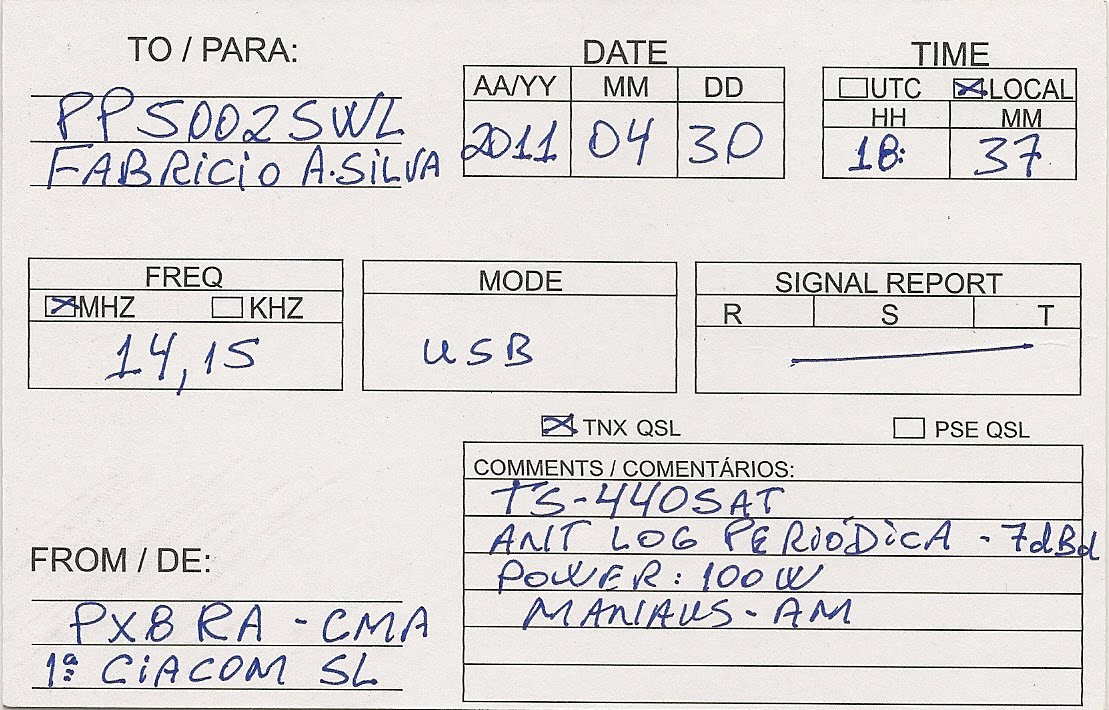 TO / PARA:
PP5002SWL
FABRICIO A. SILVA
DATE
AA/YY MM DD
2011 04 30
TIME
UTC LOCAL
HH MM
18: 37
FREQ
MHZ KHZ
14,15
MODE
USB
SIGNAL REPORT
R S T
TNX QSL PSE QSL
COMMENTS / COMENTÁRIOS:
TS-440SAT
ANT LOG PERIÓDICA - 7dBd
POWER: 100W
MANAUS - AM
FROM / DE:
PX8RA - CMA
1ª CIACOM SL